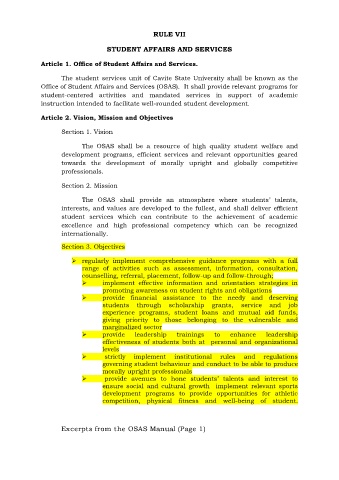 RULE VII
STUDENT AFFAIRS AND SERVICES
Article 1. Office of Student Affairs and Services.
The student services unit of Cavite State University shall be known as the
Office of Student Affairs and Services (OSAS). It shall provide relevant programs for
student-centered activities and mandated services in support of academic
instruction intended to facilitate well-rounded student development.
Article 2. Vision, Mission and Objectives
Section 1. Vision
The OSAS shall be a resource of high quality student welfare and
development programs, efficient services and relevant opportunities geared
towards the development of morally upright and globally competitive
professionals.
Section 2. Mission
The OSAS shall provide an atmosphere where students' talents,
interests, and values are developed to the fullest, and shall deliver efficient
student services which can contribute to the achievement of academic
excellence and high professional competency which can be recognized
internationally.
Section 3. Objectives
➢ regularly implement comprehensive guidance programs with a full
range of activities such as assessment, information, consultation,
counselling, referral, placement, follow-up and follow-through;
➢ implement effective information and orientation strategies in
promoting awareness on student rights and obligations
➢ provide financial assistance to the needy and deserving
students through scholarship grants, service and job
experience programs, student loans and mutual aid funds,
giving priority to those belonging to the vulnerable and
marginalized sector
➢ provide leadership trainings to enhance leadership
effectiveness of students both at personal and organizational
levels
➢ strictly implement institutional rules and regulations
governing student behaviour and conduct to be able to produce
morally upright professionals
➢ provide avenues to hone students' talents and interest to
ensure social and cultural growth implement relevant sports
development programs to provide opportunities for athletic
competition, physical fitness and well-being of student.
Excerpts from the OSAS Manual (Page 1)